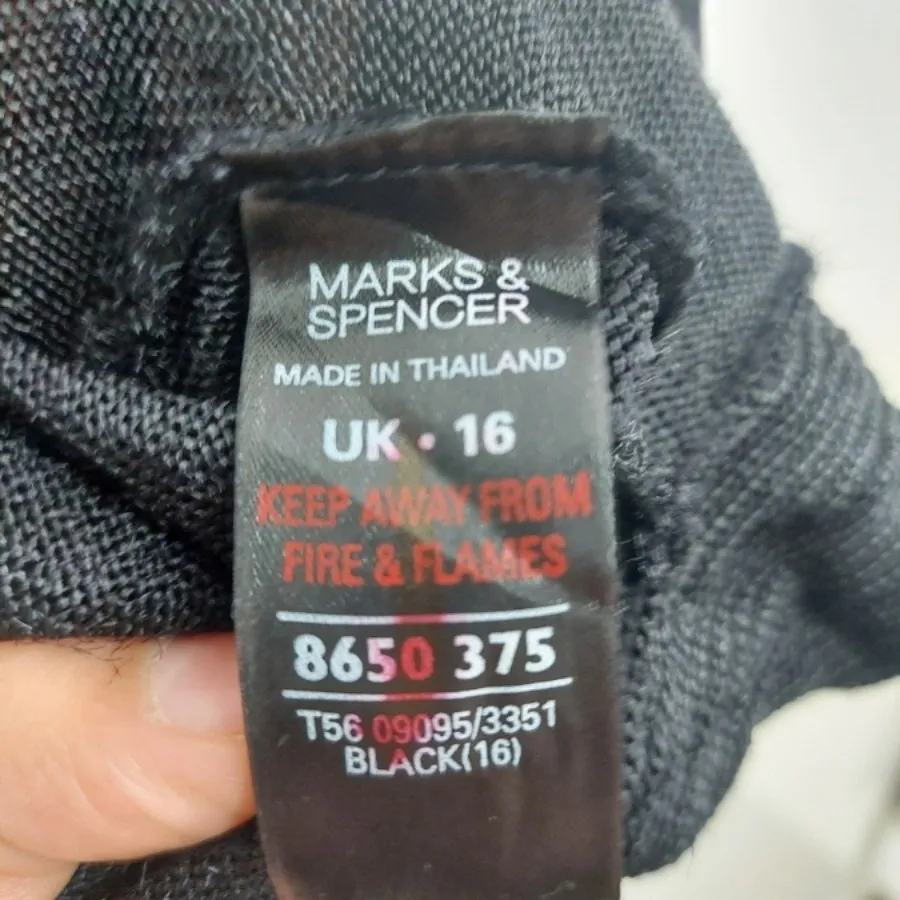 MARKS &
SPENCER
MADE IN THAILAND
UK · 16
KEEP AWAY FROM
FIRE & FLAMES
8650 375
T56 09095/3351
BLACK(16)